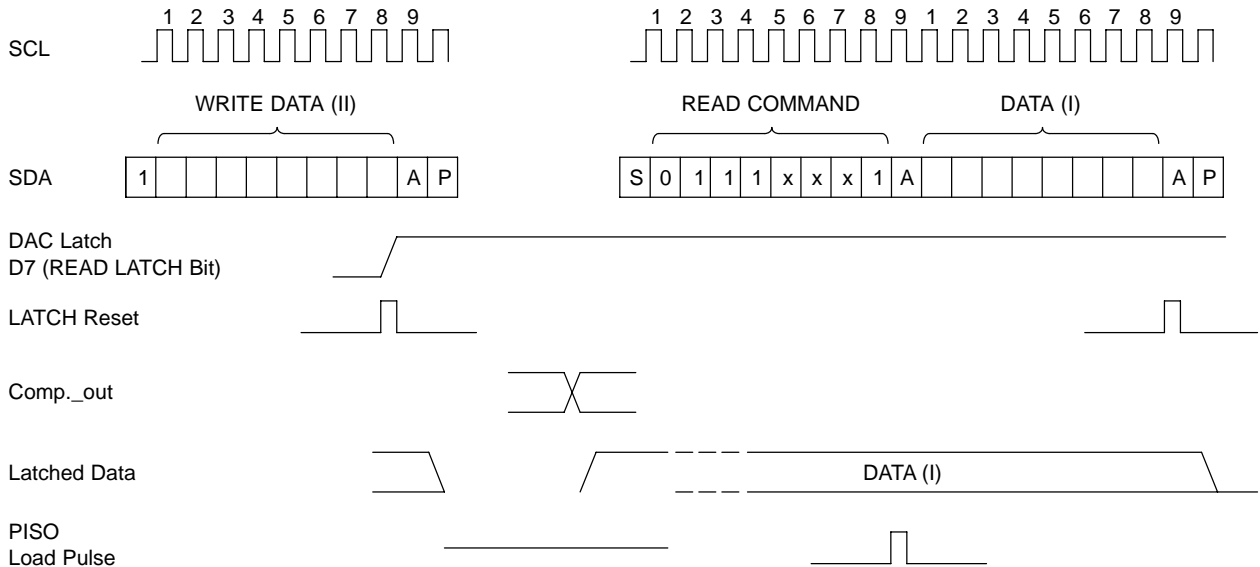 1 2 3 4 5 6 7 8 9 1 2 3 4 5 6 7 8 9 1 2 3 4 5 6 7 8 9
SCL
WRITE DATA (II) READ COMMAND DATA (I)
SDA 1 A P S 0 1 1 1 x x x 1 A A P
DAC Latch
D7 (READ LATCH Bit)
LATCH Reset
Comp._out
Latched Data DATA (I)
PISO
Load Pulse